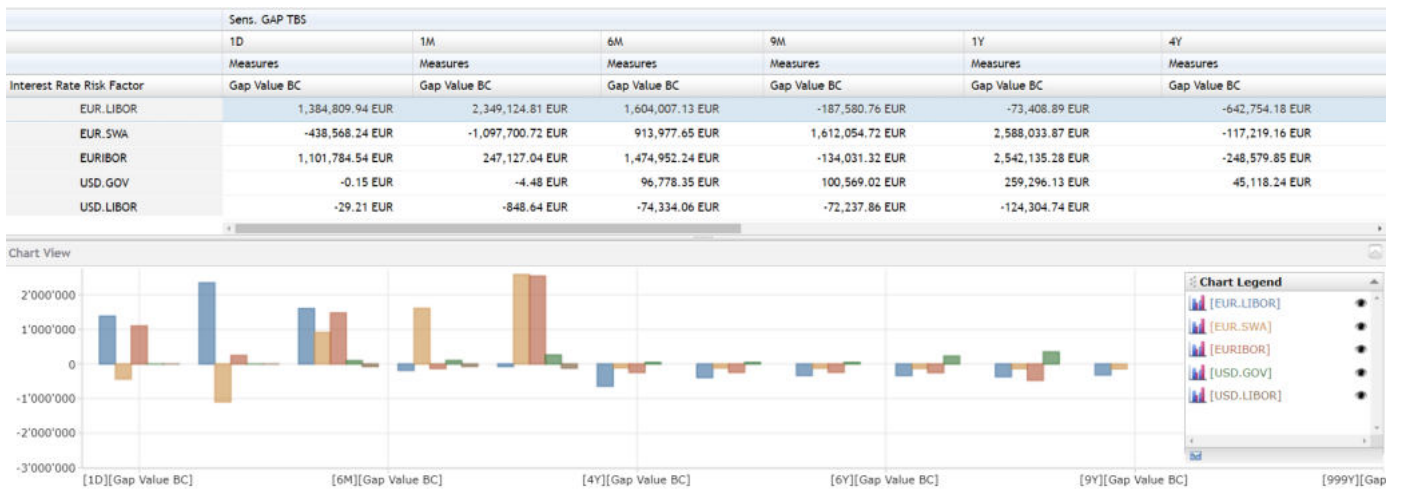 Sens. GAP TBS
1D 1M 6M 9M 1Y 4Y
Measures Measures Measures Measures Measures Measures
Interest Rate Risk Factor Gap Value BC Gap Value BC Gap Value BC Gap Value BC Gap Value BC Gap Value BC
EUR.LIBOR 1,384,809.94 EUR 2,349,124.81 EUR 1,604,007.13 EUR -187,580.76 EUR -73,408.89 EUR -642,754.18 EUR
EUR.SWA -438,568.24 EUR -1,097,700.72 EUR 913,977.65 EUR 1,612,054.72 EUR 2,588,033.87 EUR -117,219.16 EUR
EURIBOR 1,101,784.54 EUR 247,127.04 EUR 1,474,952.24 EUR -134,031.32 EUR 2,542,135.28 EUR -248,579.85 EUR
USD.GOV -0.15 EUR -4.48 EUR 96,778.35 EUR 100,569.02 EUR 259,296.13 EUR 45,118.24 EUR
USD.LIBOR -29.21 EUR -848.64 EUR -74,334.06 EUR -72,237.86 EUR -124,304.74 EUR
Chart View
2'000'000
1'000'000
0
-1'000'000
-2'000'000
-3'000'000
[1D][Gap Value BC] [6M][Gap Value BC] [4Y][Gap Value BC] [6Y][Gap Value BC] [9Y][Gap Value BC] [999Y][Gap
Chart Legend
[EUR.LIBOR]
[EUR.SWA]
[EURIBOR]
[USD.GOV]
[USD.LIBOR]